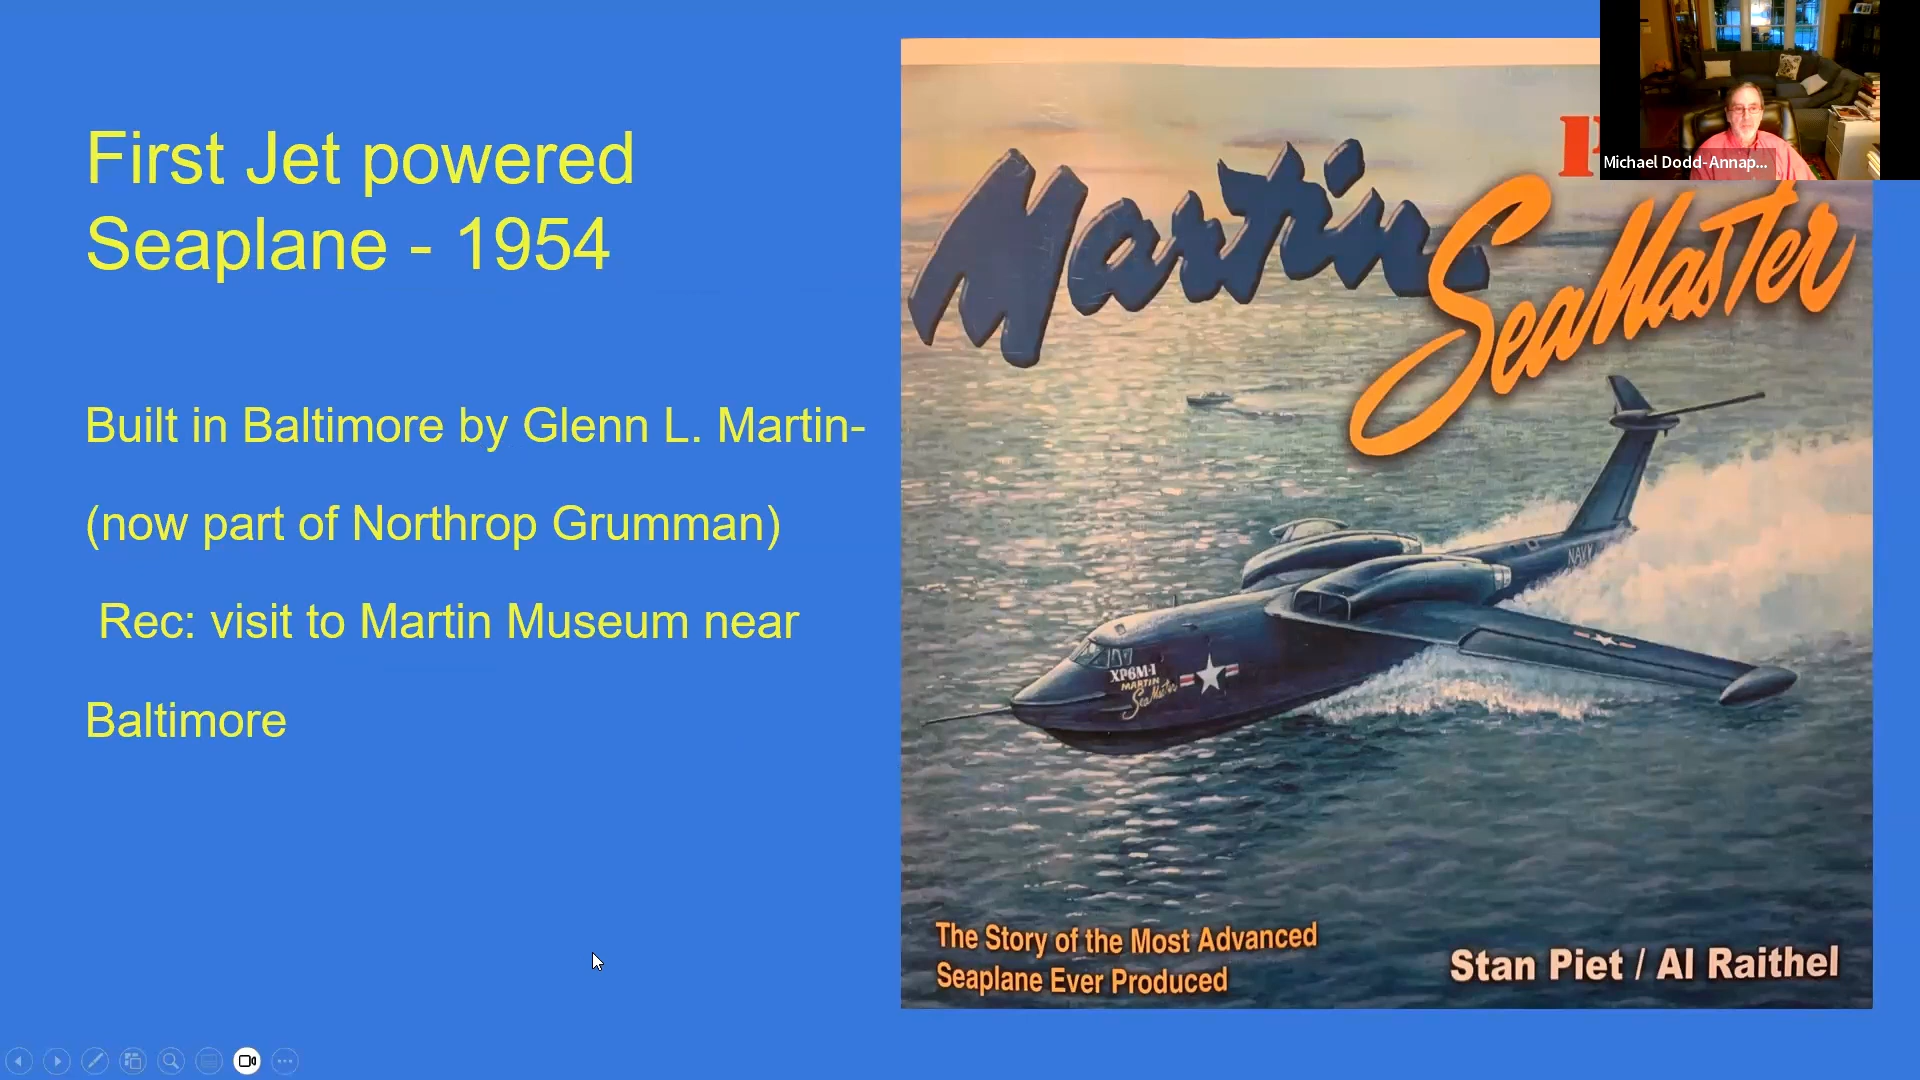 First Jet powered
Seaplane - 1954
Built in Baltimore by Glenn L. Martin-
(now part of Northrop Grumman)
Rec: visit to Martin Museum near
Baltimore
Martin
SeaMaster
XP6M-1
MARTIN
SeaMaster
NAVY
The Story of the Most Advanced
Seaplane Ever Produced
Stan Piet / Al Raithel
Michael Dodd-Annap...